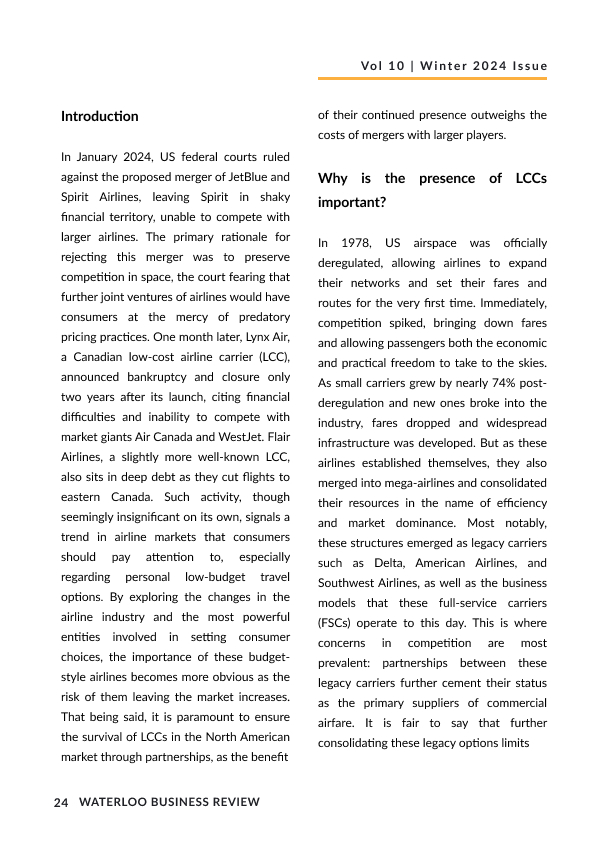 Vol 10 | Winter 2024 Issue
Introduction
In January 2024, US federal courts ruled
against the proposed merger of JetBlue and
Spirit Airlines, leaving Spirit in shaky
financial territory, unable to compete with
larger airlines. The primary rationale for
rejecting this merger was to preserve
competition in space, the court fearing that
further joint ventures of airlines would have
consumers at the mercy of predatory
pricing practices. One month later, Lynx Air,
a Canadian low-cost airline carrier (LCC),
announced bankruptcy and closure only
two years after its launch, citing financial
difficulties and inability to compete with
market giants Air Canada and WestJet. Flair
Airlines, a slightly more well-known LCC,
also sits in deep debt as they cut flights to
eastern Canada. Such activity, though
seemingly insignificant on its own, signals a
trend in airline markets that consumers
should pay attention to, especially
regarding personal low-budget travel
options. By exploring the changes in the
airline industry and the most powerful
entities involved in setting consumer
choices, the importance of these budget-
style airlines becomes more obvious as the
risk of them leaving the market increases.
That being said, it is paramount to ensure
the survival of LCCs in the North American
market through partnerships, as the benefit
of their continued presence outweighs the
costs of mergers with larger players.
Why is the presence of LCCs
important?
In 1978, US airspace was officially
deregulated, allowing airlines to expand
their networks and set their fares and
routes for the very first time. Immediately,
competition spiked, bringing down fares
and allowing passengers both the economic
and practical freedom to take to the skies.
As small carriers grew by nearly 74% post-
deregulation and new ones broke into the
industry, fares dropped and widespread
infrastructure was developed. But as these
airlines established themselves, they also
merged into mega-airlines and consolidated
their resources in the name of efficiency
and market dominance. Most notably,
these structures emerged as legacy carriers
such as Delta, American Airlines, and
Southwest Airlines, as well as the business
models that these full-service carriers
(FSCs) operate to this day. This is where
concerns in competition are most
prevalent: partnerships between these
legacy carriers further cement their status
as the primary suppliers of commercial
airfare. It is fair to say that further
consolidating these legacy options limits
24 WATERLOO BUSINESS REVIEW